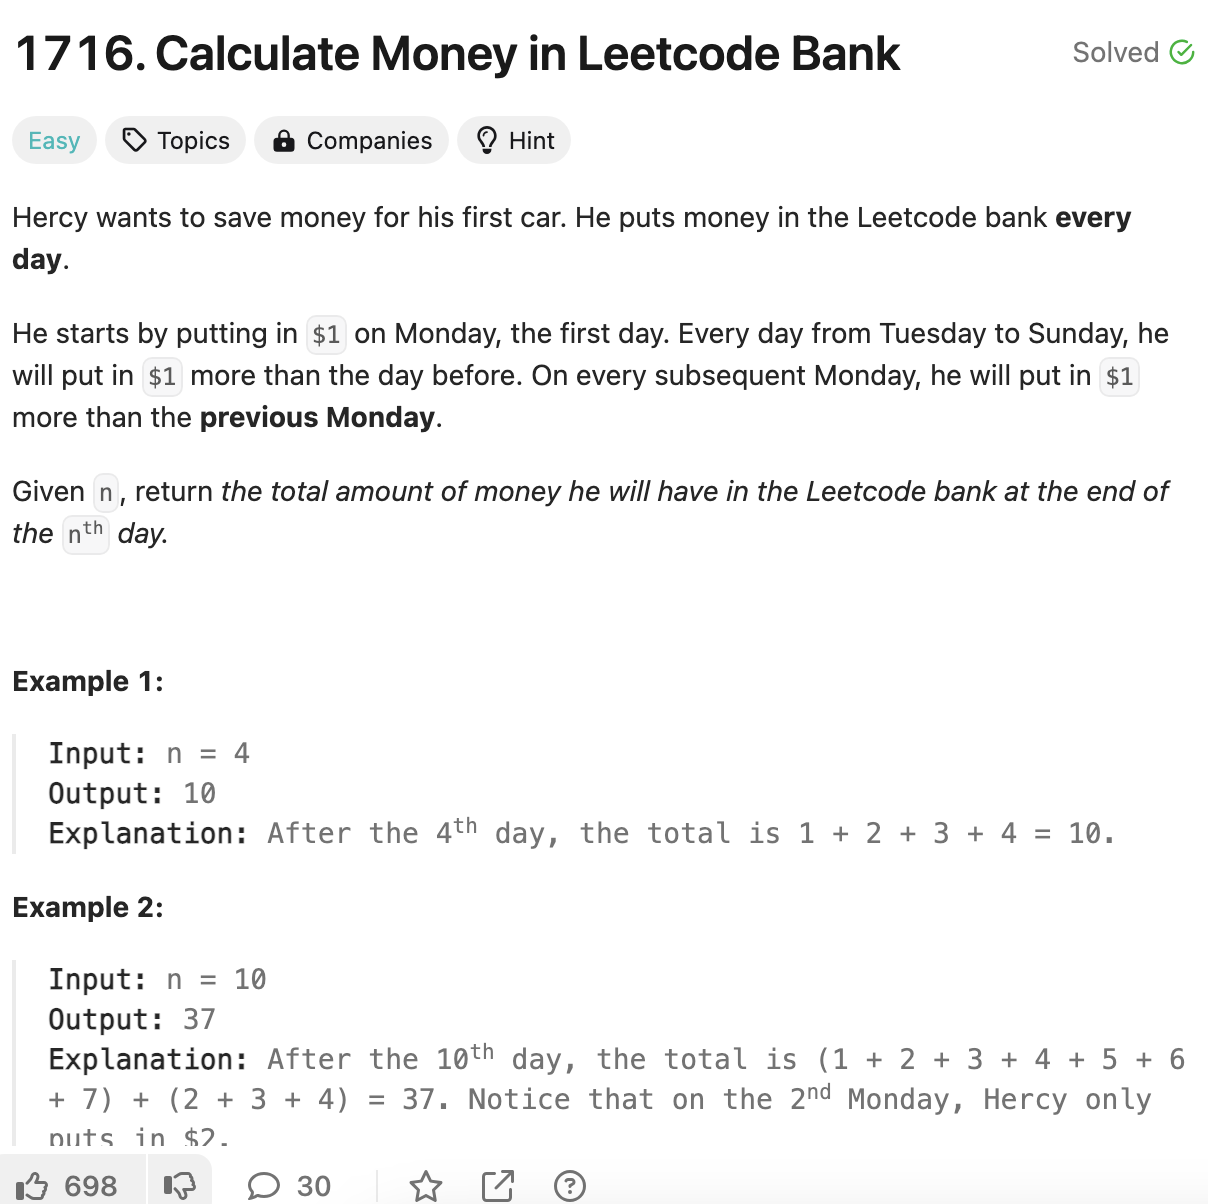 1716. Calculate Money in Leetcode Bank
Solved
Easy Topics Companies Hint
Hercy wants to save money for his first car. He puts money in the Leetcode bank every
day.
He starts by putting in $1 on Monday, the first day. Every day from Tuesday to Sunday, he
will put in $1 more than the day before. On every subsequent Monday, he will put in $1
more than the previous Monday.
Given n, return the total amount of money he will have in the Leetcode bank at the end of
the nth day.
Example 1:
Input: n = 4
Output: 10
Explanation: After the 4th day, the total is 1 + 2 + 3 + 4 = 10.
Example 2:
Input: n = 10
Output: 37
Explanation: After the 10th day, the total is (1 + 2 + 3 + 4 + 5 + 6
+ 7) + (2 + 3 + 4) = 37. Notice that on the 2nd Monday, Hercy only
puts in $2.
698 30